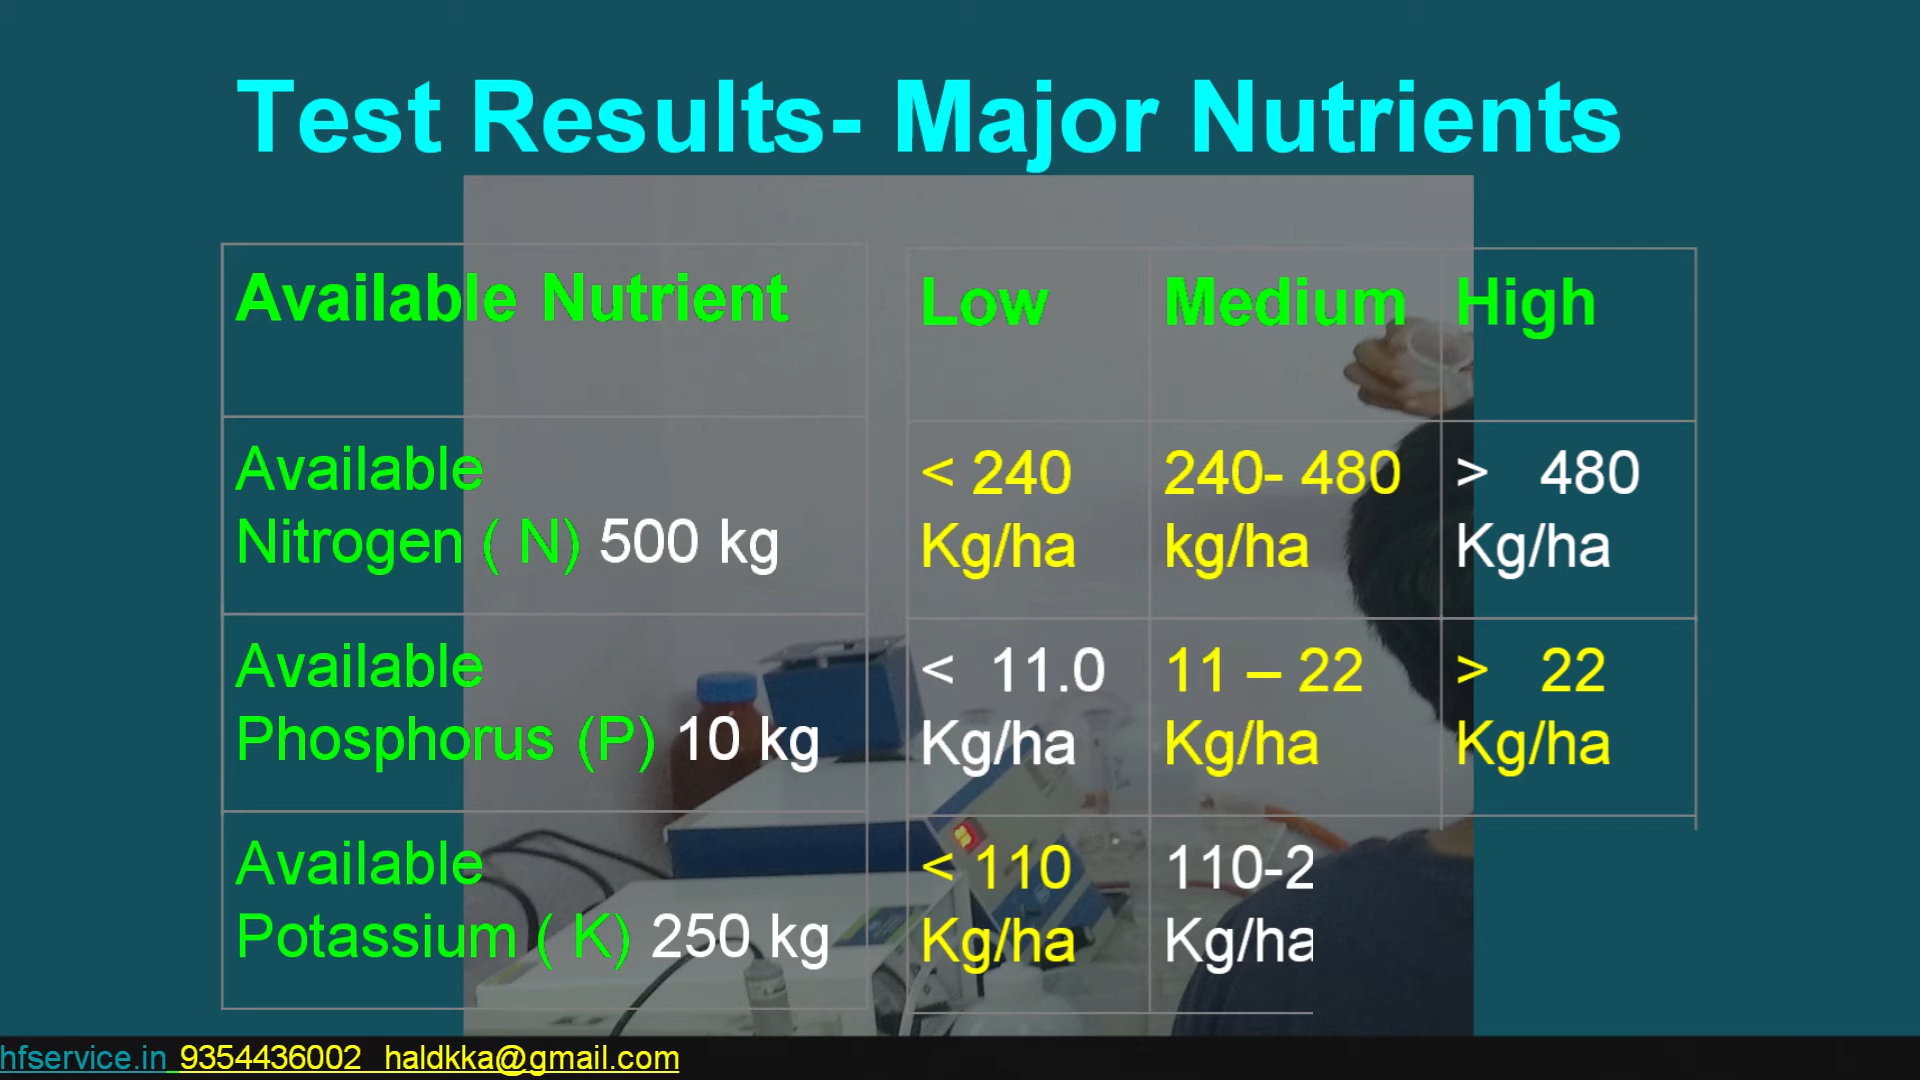 Test Results- Major Nutrients
Available Nutrient
Low
Medium
High
Available
Nitrogen ( N) 500 kg
< 240
Kg/ha
240- 480
kg/ha
> 480
Kg/ha
Available
Phosphorus (P) 10 kg
< 11.0
Kg/ha
11 – 22
Kg/ha
> 22
Kg/ha
Available
Potassium ( K) 250 kg
< 110
Kg/ha
110-2
Kg/ha
hfservice.in 9354436002 haldkka@gmail.com